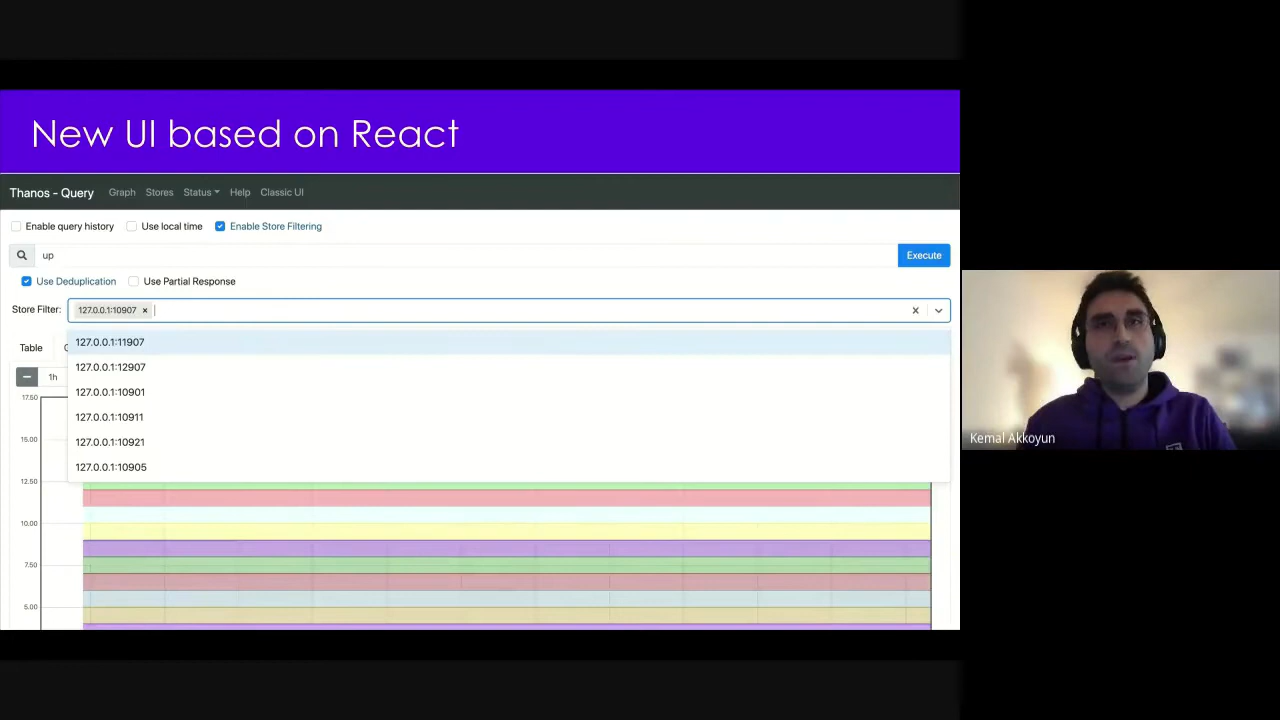 New UI based on React
Thanos - Query Graph Stores Status Help Classic UI
Enable query history Use local time Enable Store Filtering
up Execute
Use Deduplication Use Partial Response
Store Filter: 127.0.0.1:10907 ×
127.0.0.1:11907
127.0.0.1:12907
127.0.0.1:10901
127.0.0.1:10911
127.0.0.1:10921
127.0.0.1:10905
Table
1h
17.50
15.00
12.50
10.00
7.50
5.00
Kemal Akkoyun